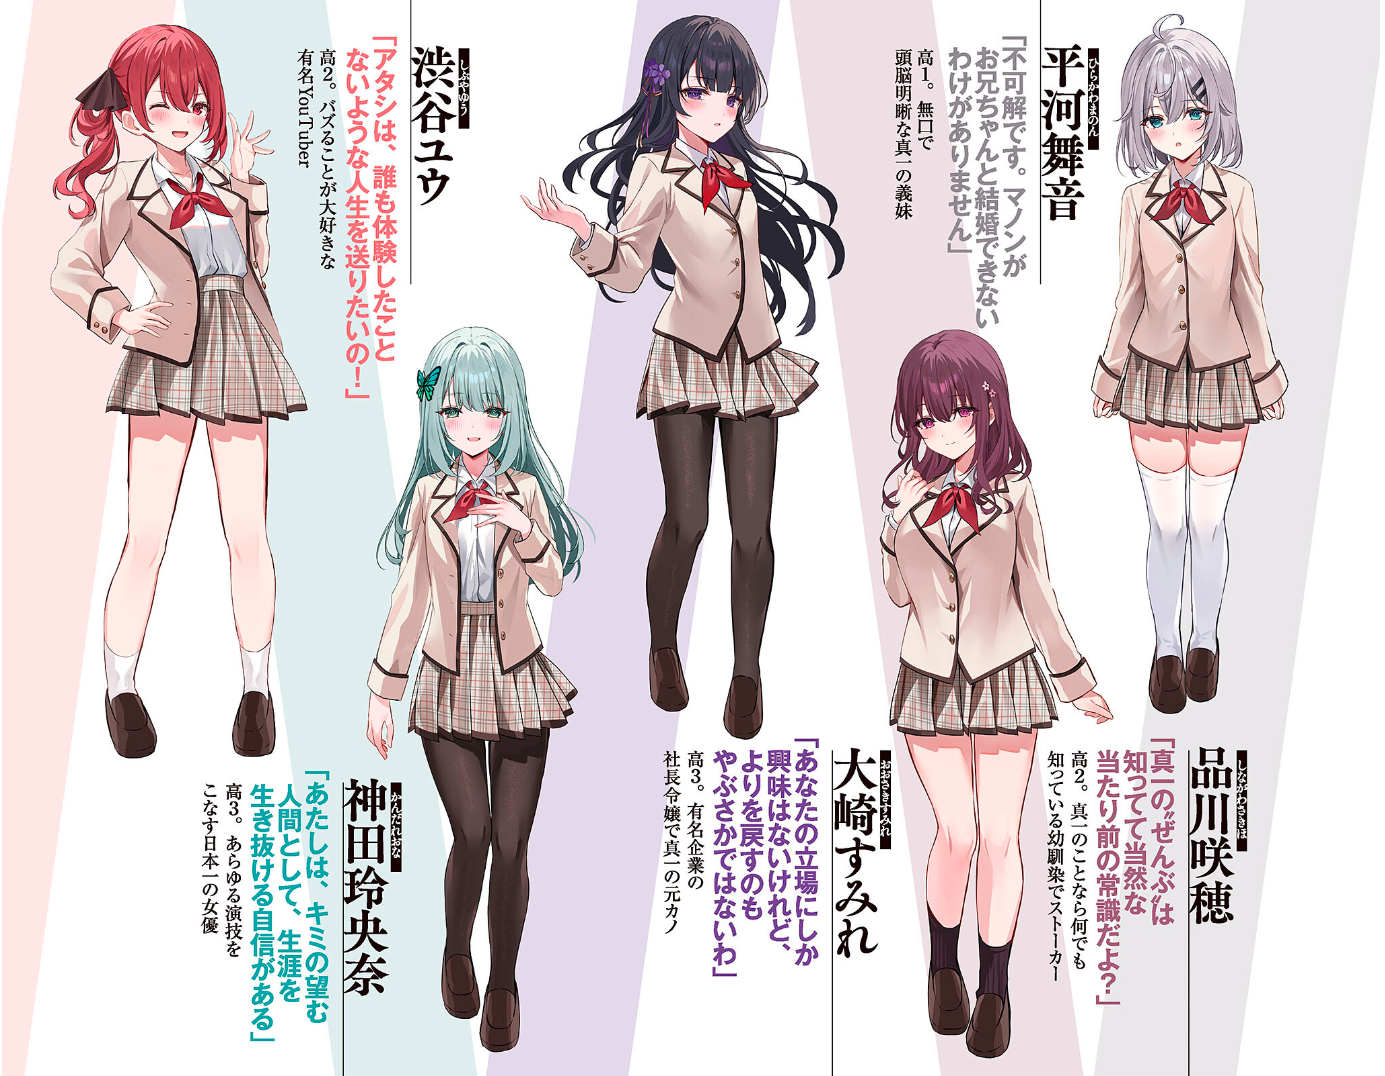 平河舞音
ひらかわまのん
「不可解です。マノンが
お兄ちゃんと結婚できない
わけがありません」
高1。無口で
頭脳明晰な真一の義妹
品川咲穂
しながわさきほ
「真一の〝ぜんぶ〟は
知ってて当然な
当たり前の常識だよ？」
高2。真一のことなら何でも
知っている幼馴染でストーカー
大崎すみれ
おおさきすみれ
「あなたの立場にしか
興味はないけれど、
よりを戻すのも
やぶさかではないわ」
高3。有名企業の
社長令嬢で真一の元カノ
渋谷ユウ
しぶやゆう
「アタシは、誰も体験したこと
ないような人生を送りたいの！」
高2。バズることが大好きな
有名YouTuber
神田玲央奈
かんだれおな
「あたしは、キミの望む
人間として、生涯を
生き抜ける自信がある」
高3。あらゆる演技を
こなす日本一の女優